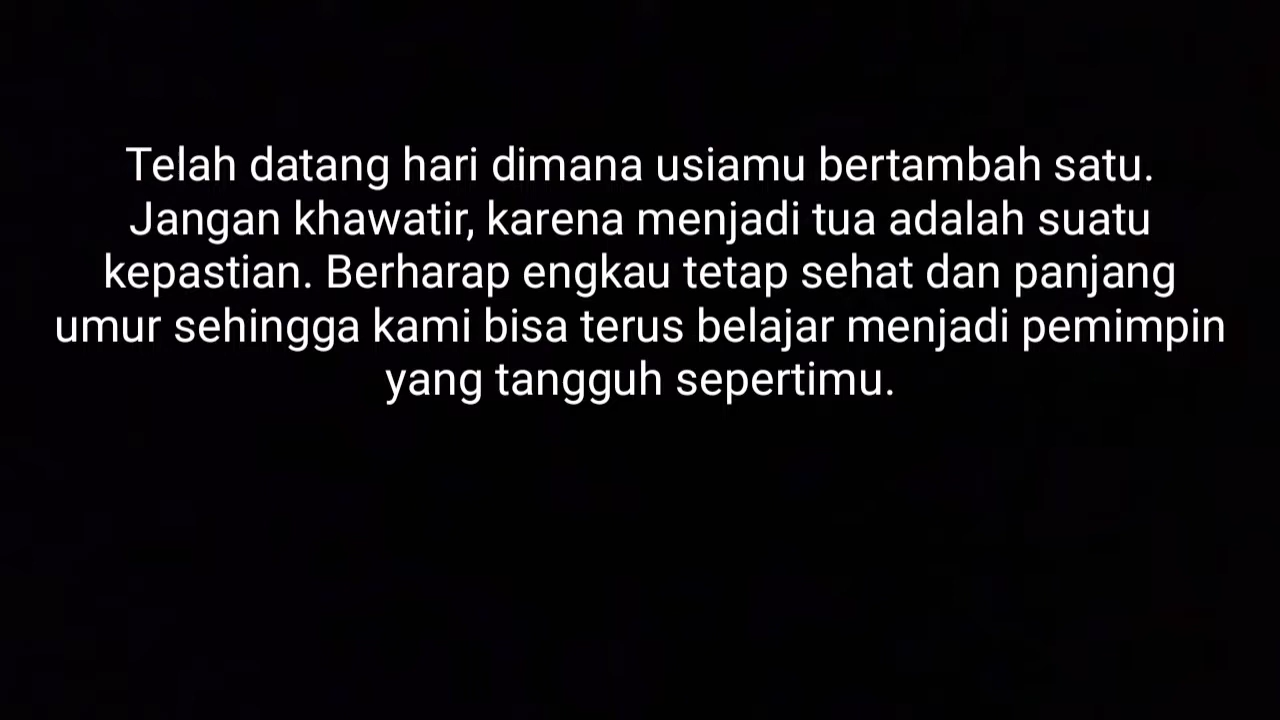 Telah datang hari dimana usiamu bertambah satu.
Jangan khawatir, karena menjadi tua adalah suatu
kepastian. Berharap engkau tetap sehat dan panjang
umur sehingga kami bisa terus belajar menjadi pemimpin
yang tangguh sepertimu.